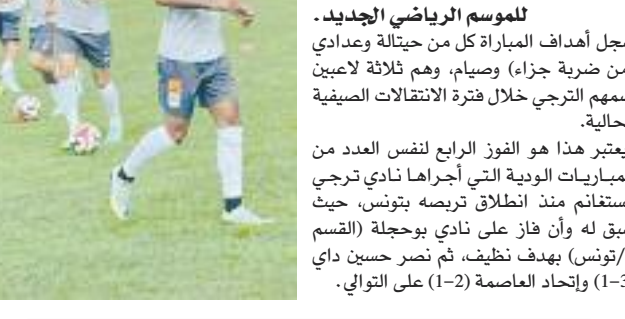 للموسم الرياضي الجديد.
سجل أهداف المباراة كل من حيتالة وعدادي
من ضربة جزاء) وصيام، وهم ثلاثة لاعبين
ضمهم الترجي خلال فترة الانتقالات الصيفية
الحالية.
يعتبر هذا هو الفوز الرابع لنفس العدد من
المباريات الودية التي أجراها نادي ترجي
مستغانم منذ انطلاق تربصه بتونس، حيث
سبق له وأن فاز على نادي بوحجلة (القسم
/تونس) بهدف نظيف، ثم نصر حسين داي
3-1) وإتحاد العاصمة (2-1) على التوالي.